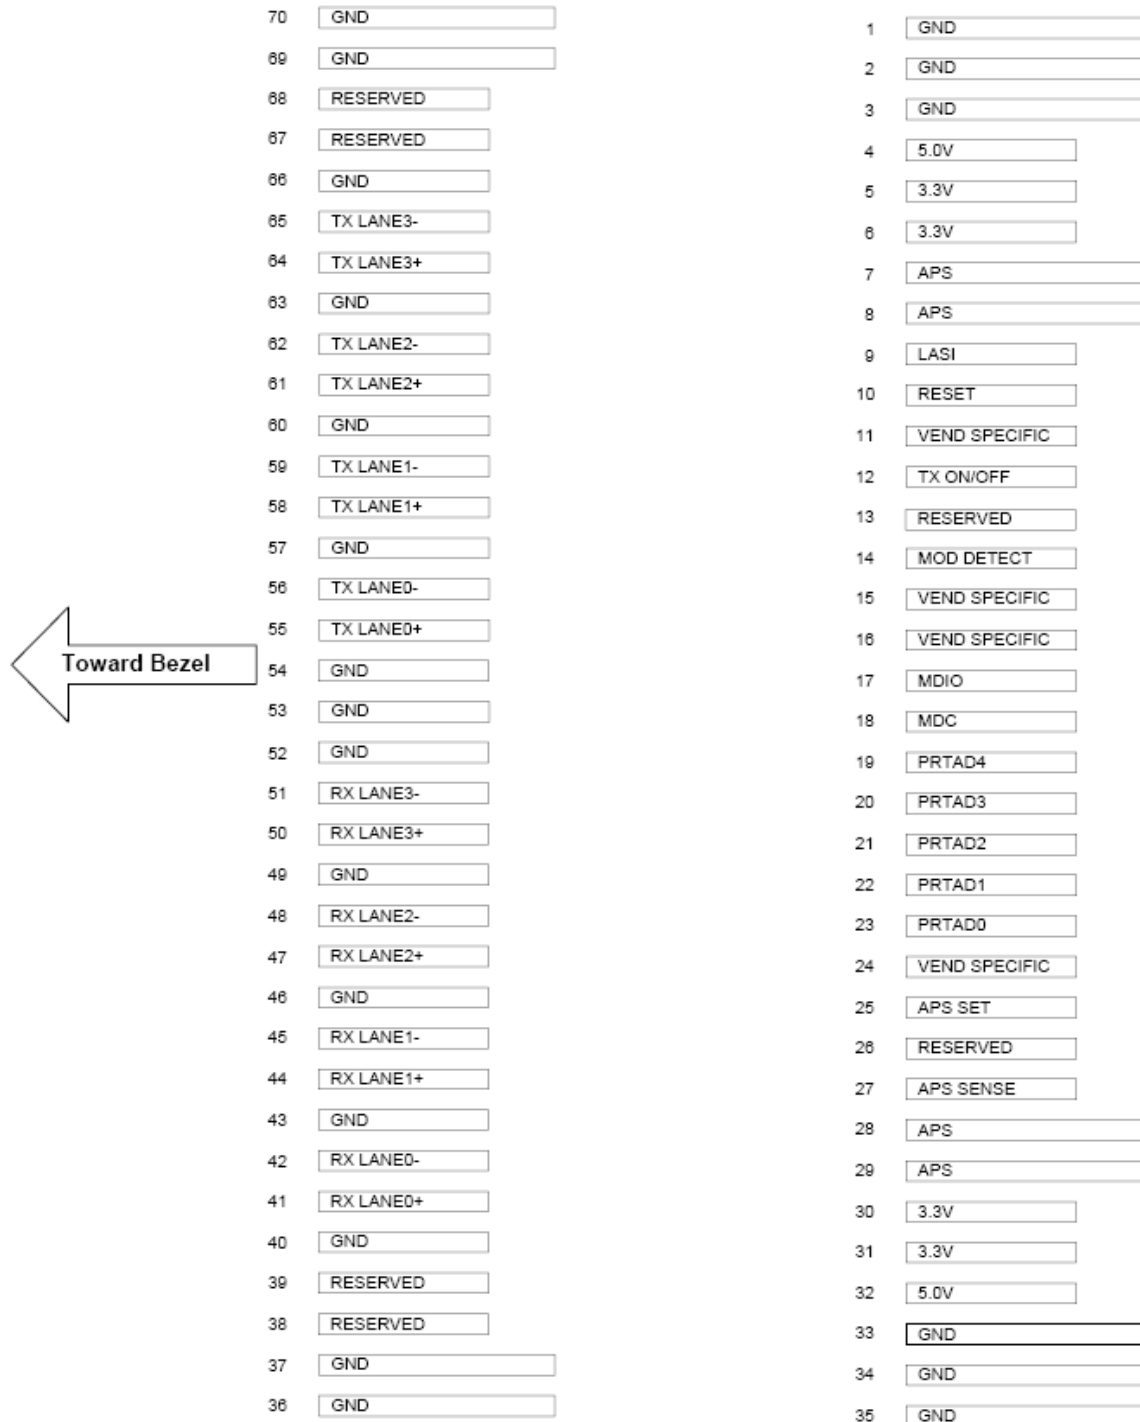 70 GND
69 GND
68 RESERVED
67 RESERVED
66 GND
65 TX LANE3-
64 TX LANE3+
63 GND
62 TX LANE2-
61 TX LANE2+
60 GND
59 TX LANE1-
58 TX LANE1+
57 GND
56 TX LANE0-
55 TX LANE0+
Toward Bezel
54 GND
53 GND
52 GND
51 RX LANE3-
50 RX LANE3+
49 GND
48 RX LANE2-
47 RX LANE2+
46 GND
45 RX LANE1-
44 RX LANE1+
43 GND
42 RX LANE0-
41 RX LANE0+
40 GND
39 RESERVED
38 RESERVED
37 GND
36 GND
1 GND
2 GND
3 GND
4 5.0V
5 3.3V
6 3.3V
7 APS
8 APS
9 LASI
10 RESET
11 VEND SPECIFIC
12 TX ON/OFF
13 RESERVED
14 MOD DETECT
15 VEND SPECIFIC
16 VEND SPECIFIC
17 MDIO
18 MDC
19 PRTAD4
20 PRTAD3
21 PRTAD2
22 PRTAD1
23 PRTAD0
24 VEND SPECIFIC
25 APS SET
26 RESERVED
27 APS SENSE
28 APS
29 APS
30 3.3V
31 3.3V
32 5.0V
33 GND
34 GND
35 GND